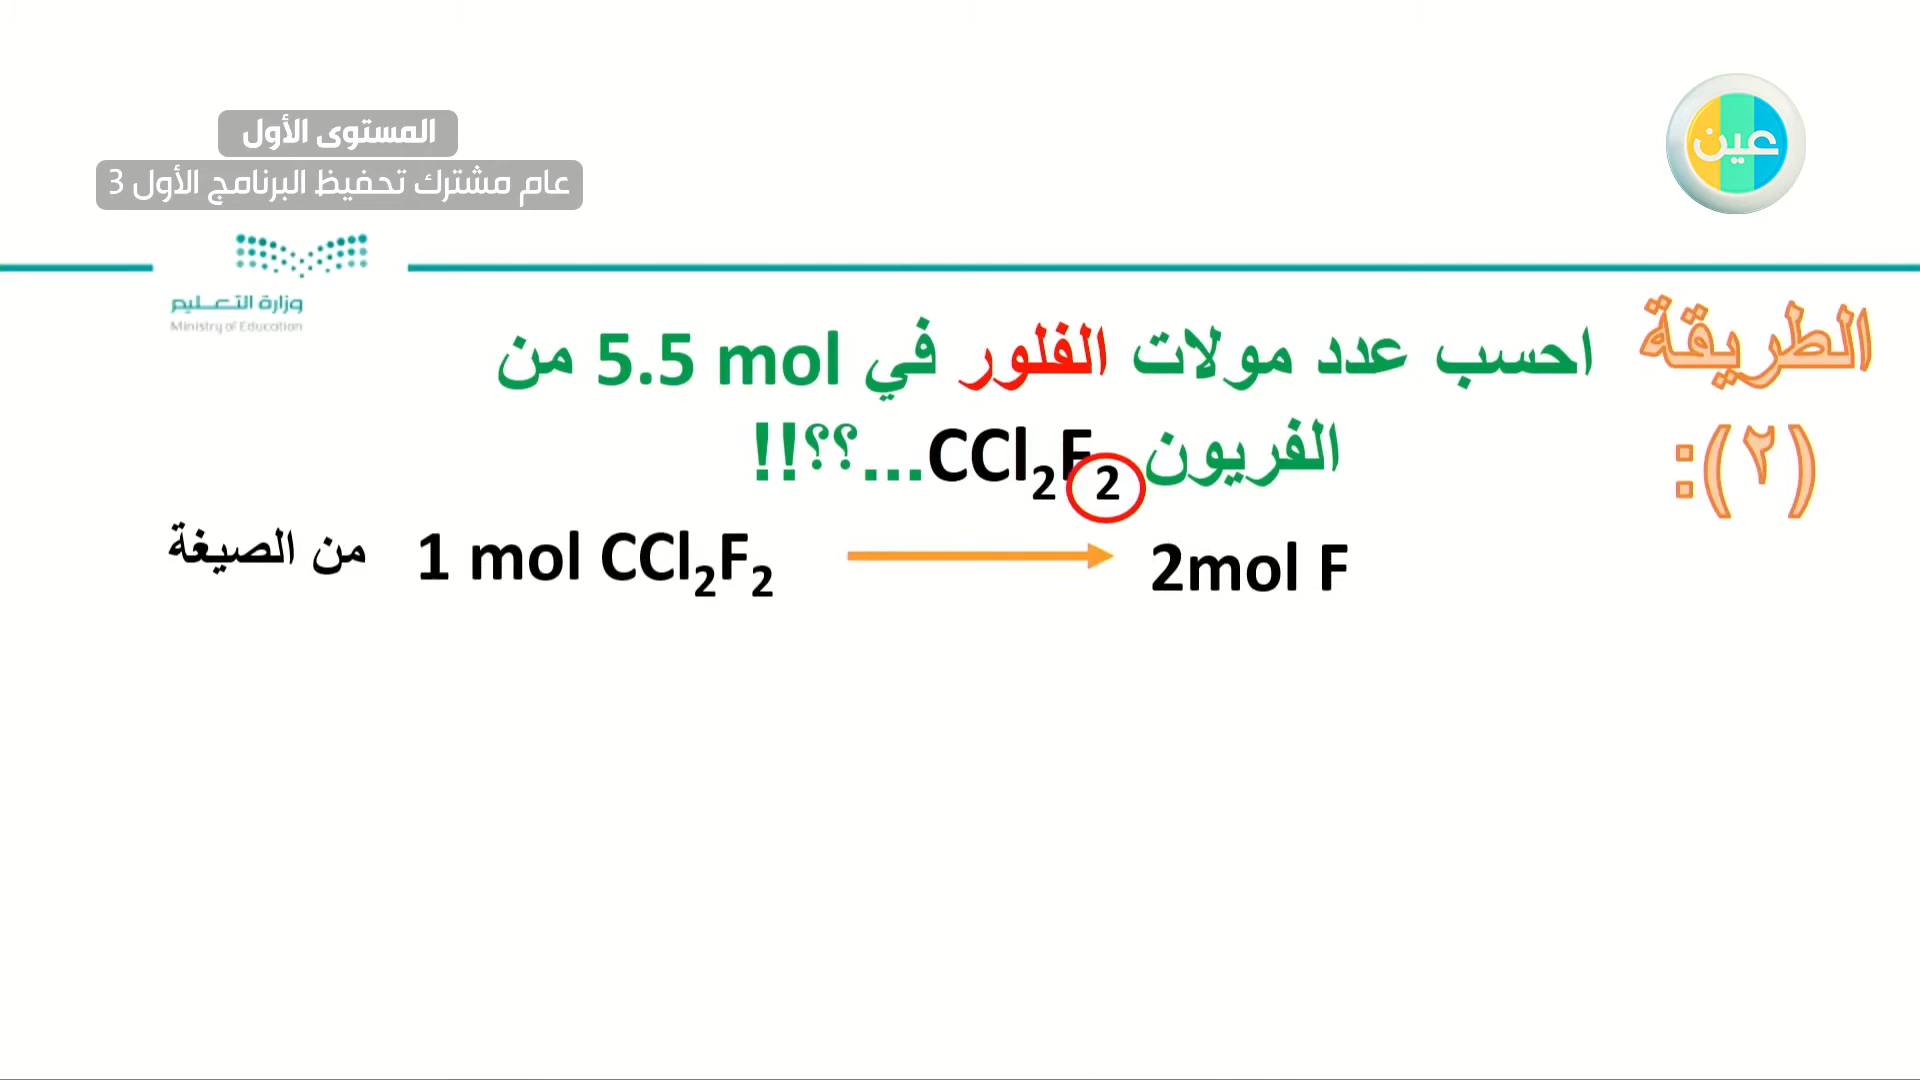 المستوى الأول
عام مشترك تحفيظ البرنامج الأول 3
عين
وزارة التعليم
Ministry of Education
الطريقة
(٢):
احسب عدد مولات الفلور في 5.5 mol من
الفريون CCl₂F₂...؟؟!!
من الصيغة 1 mol CCl₂F₂ 2mol F